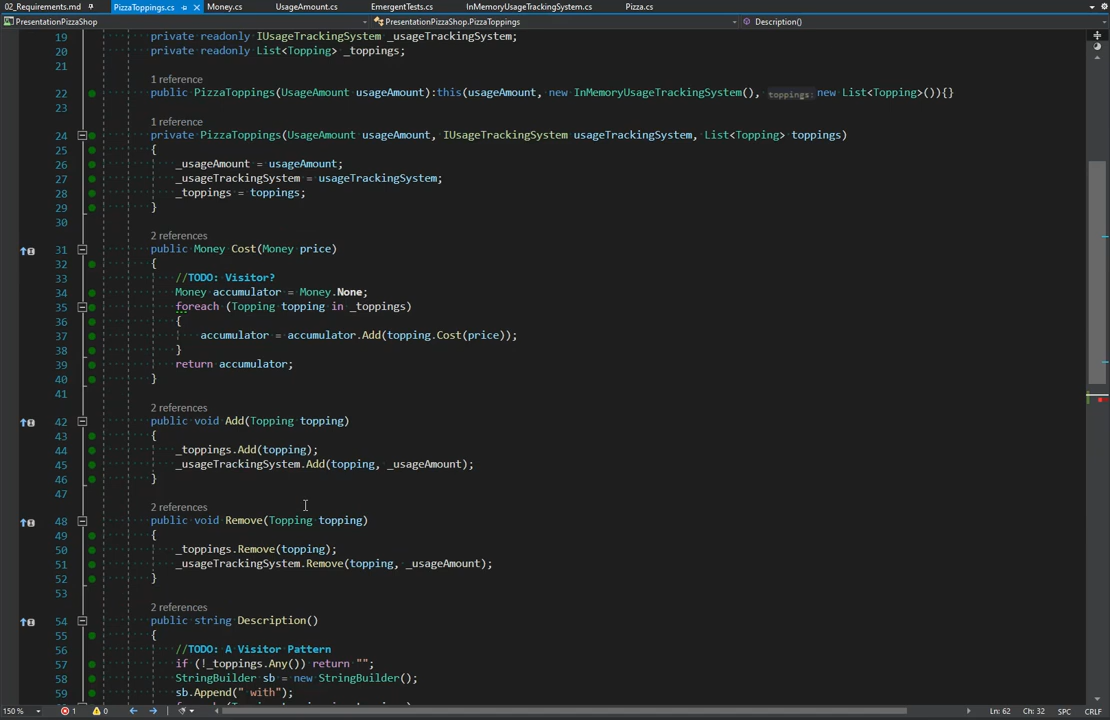 02_Requirements.md PizzaToppings.cs Money.cs UsageAmount.cs EmergentTests.cs InMemoryUsageTrackingSystem.cs Pizza.cs
PresentationPizzaShop PresentationPizzaShop.PizzaToppings Description()
19 private readonly IUsageTrackingSystem _usageTrackingSystem;
20 private readonly List<Topping> _toppings;
21
1 reference
22 public PizzaToppings(UsageAmount usageAmount):this(usageAmount, new InMemoryUsageTrackingSystem(), toppings: new List<Topping>()){}
23
1 reference
24 private PizzaToppings(UsageAmount usageAmount, IUsageTrackingSystem usageTrackingSystem, List<Topping> toppings)
25 {
26 _usageAmount = usageAmount;
27 _usageTrackingSystem = usageTrackingSystem;
28 _toppings = toppings;
29 }
30
2 references
31 public Money Cost(Money price)
32 {
33 //TODO: Visitor?
34 Money accumulator = Money.None;
35 foreach (Topping topping in _toppings)
36 {
37 accumulator = accumulator.Add(topping.Cost(price));
38 }
39 return accumulator;
40 }
41
2 references
42 public void Add(Topping topping)
43 {
44 _toppings.Add(topping);
45 _usageTrackingSystem.Add(topping, _usageAmount);
46 }
47
2 references
48 public void Remove(Topping topping)
49 {
50 _toppings.Remove(topping);
51 _usageTrackingSystem.Remove(topping, _usageAmount);
52 }
53
2 references
54 public string Description()
55 {
56 //TODO: A Visitor Pattern
57 if (!_toppings.Any()) return "";
58 StringBuilder sb = new StringBuilder();
59 sb.Append(" with");
150 % 1 0 Ln: 62 Ch: 32 SPC CRLF